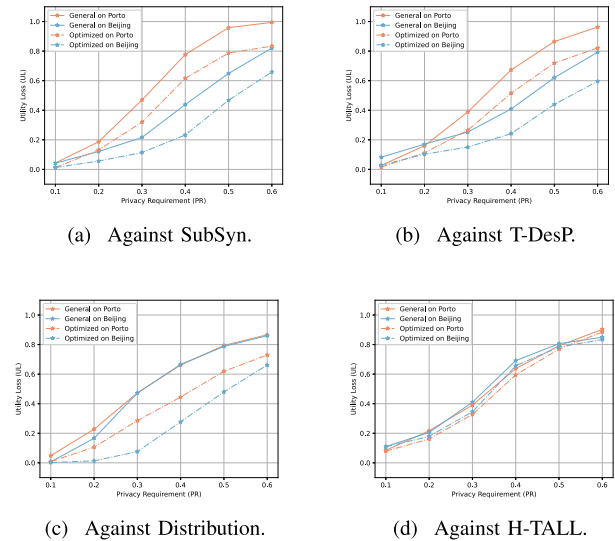 General on Porto
General on Beijing
Optimized on Porto
Optimized on Beijing
Utility Loss (UL)
1.0
0.8
0.6
0.4
0.2
0.0
0.1 0.2 0.3 0.4 0.5 0.6
Privacy Requirement (PR)
(a) Against SubSyn.
General on Porto
General on Beijing
Optimized on Porto
Optimized on Beijing
Utility Loss (UL)
1.0
0.8
0.6
0.4
0.2
0.0
0.1 0.2 0.3 0.4 0.5 0.6
Privacy Requirement (PR)
(b) Against T-DesP.
General on Porto
General on Beijing
Optimized on Porto
Optimized on Beijing
Utility Loss (UL)
1.0
0.8
0.6
0.4
0.2
0.0
0.1 0.2 0.3 0.4 0.5 0.6
Privacy Requirement (PR)
(c) Against Distribution.
General on Porto
General on Beijing
Optimized on Porto
Optimized on Beijing
Utility Loss (UL)
1.0
0.8
0.6
0.4
0.2
0.0
0.1 0.2 0.3 0.4 0.5 0.6
Privacy Requirement (PR)
(d) Against H-TALL.